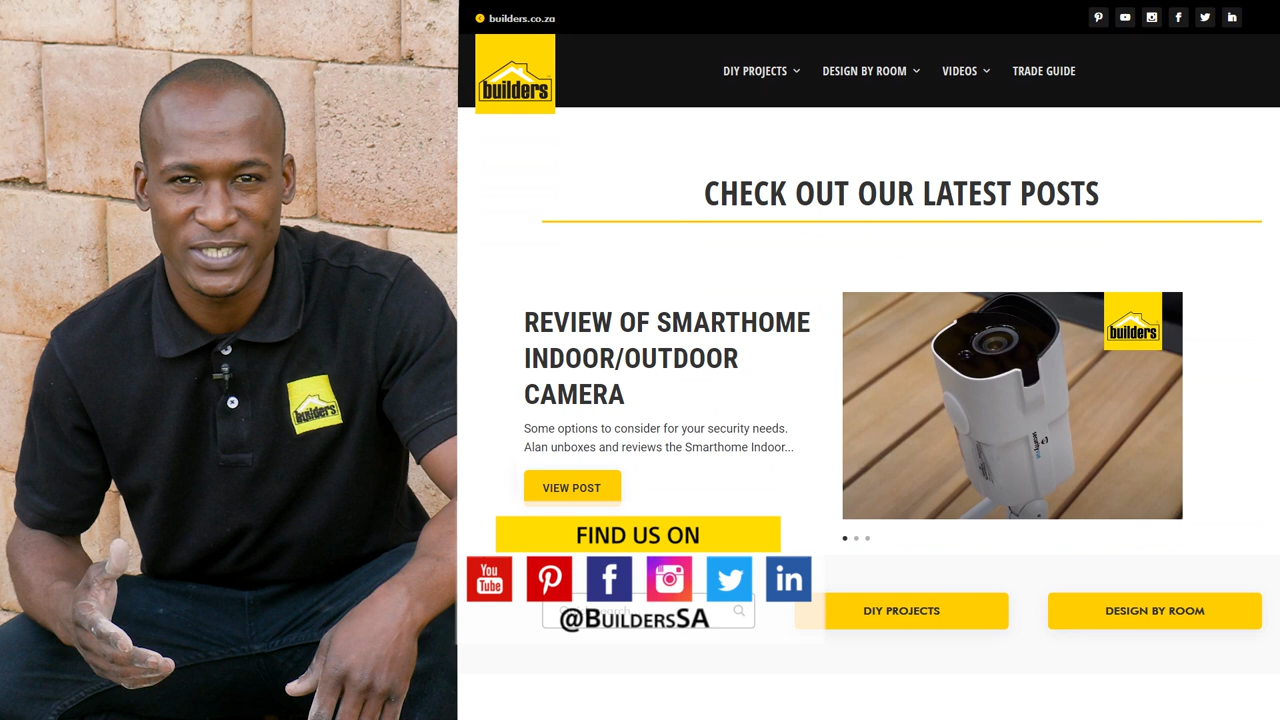 builders.co.za
builders
DIY PROJECTS
DESIGN BY ROOM
VIDEOS
TRADE GUIDE
CHECK OUT OUR LATEST POSTS
REVIEW OF SMARTHOME
INDOOR/OUTDOOR
CAMERA
Some options to consider for your security needs.
Alan unboxes and reviews the Smarthome Indoor...
VIEW POST
builders
builders
FIND US ON
You
Tube
@BUILDERSSA
DIY PROJECTS
DESIGN BY ROOM